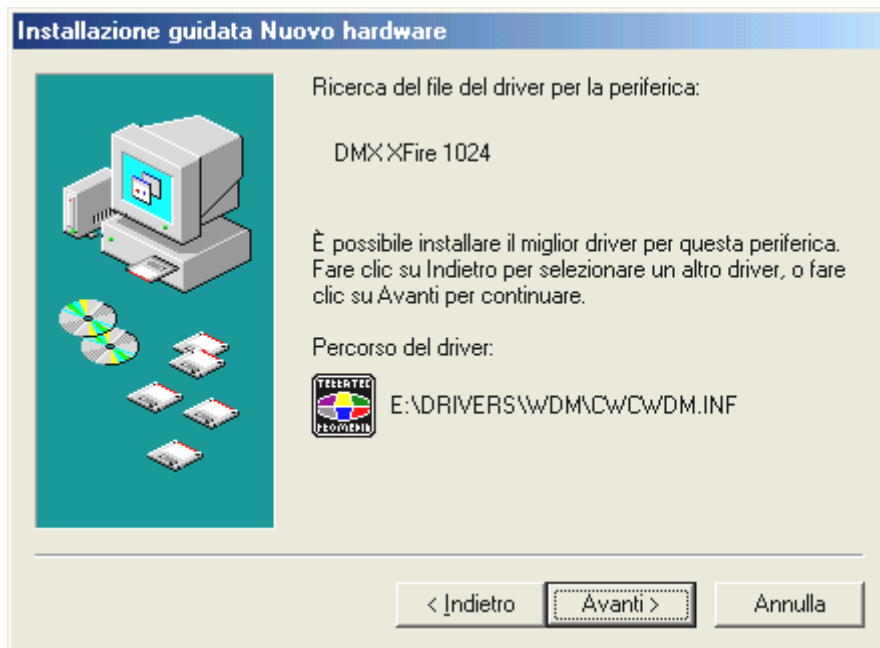 Installazione guidata Nuovo hardware
Ricerca del file del driver per la periferica:
DMX XFire 1024
È possibile installare il miglior driver per questa periferica.
Fare clic su Indietro per selezionare un altro driver, o fare
clic su Avanti per continuare.
Percorso del driver:
TERRATEC
PROMEDIA
E:\DRIVERS\WDM\CWCWDM.INF
< Indietro
Avanti >
Annulla